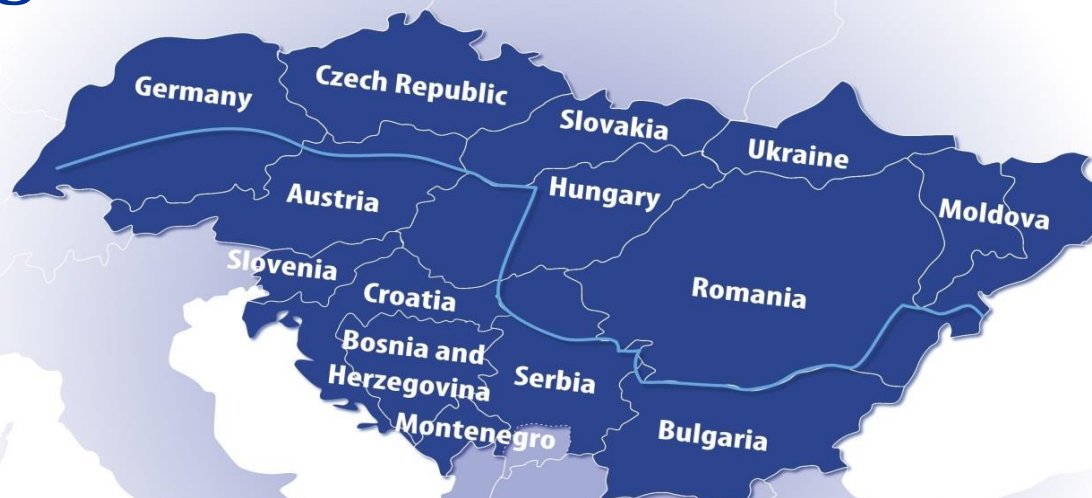 Germany
Czech Republic
Slovakia
Ukraine
Austria
Hungary
Moldova
Slovenia
Croatia
Romania
Bosnia and
Herzegovina
Serbia
Montenegro
Bulgaria